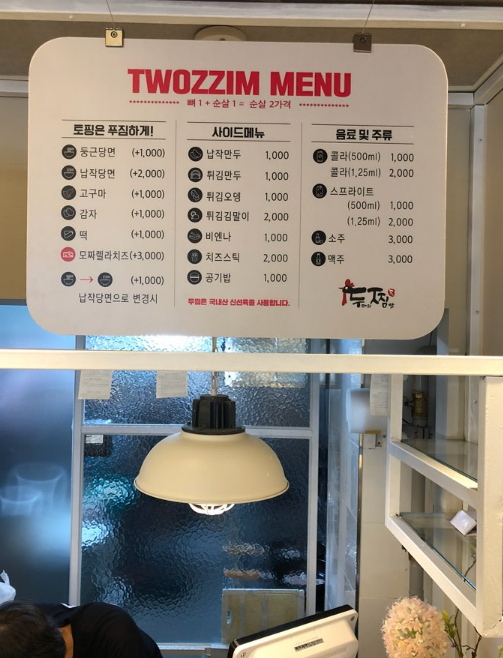 TWOZZIM MENU
뼈 1 + 순살 1 = 순살 2가격
토핑은 푸짐하게!
둥근당면 (+1,000)
납작당면 (+2,000)
고구마 (+1,000)
감자 (+1,000)
떡 (+1,000)
모짜렐라치즈(+3,000)
→ (+1,000)
납작당면으로 변경시
사이드메뉴
납작만두 1,000
튀김만두 1,000
튀김오뎅 1,000
튀김김말이 2,000
비엔나 1,000
치즈스틱 2,000
공기밥 1,000
두찜은 국내산 신선육을 사용합니다.
음료 및 주류
콜라(500ml) 1,000
콜라(1.25ml) 2,000
스프라이트
(500ml) 1,000
(1.25ml) 2,000
소주 3,000
맥주 3,000
두찜